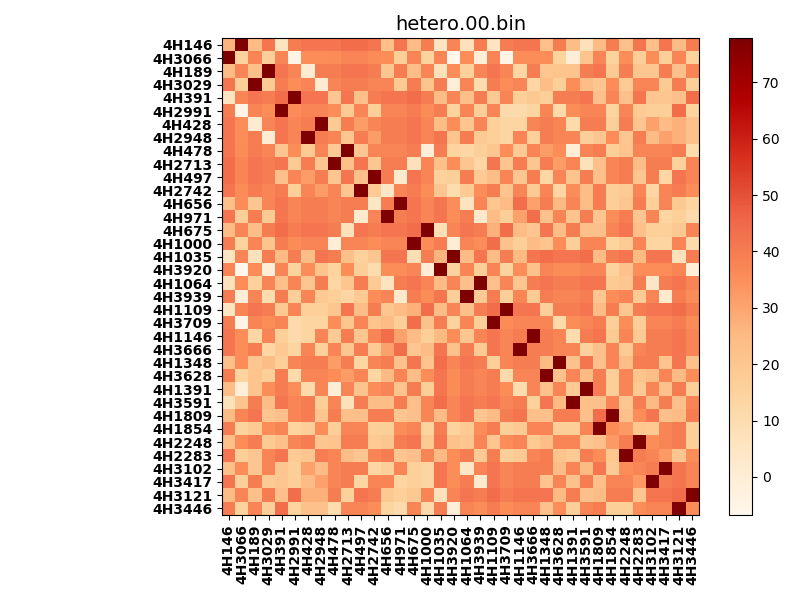 hetero.00.bin
4H146
4H3066
4H189
4H3029
4H391
4H2991
4H428
4H2948
4H478
4H2713
4H497
4H2742
4H656
4H971
4H675
4H1000
4H1035
4H3920
4H1064
4H3939
4H1109
4H3709
4H1146
4H3666
4H1348
4H3628
4H1391
4H3591
4H1809
4H1854
4H2248
4H2283
4H3102
4H3417
4H3121
4H3446
4H146
4H3066
4H189
4H3029
4H391
4H2991
4H428
4H2948
4H478
4H2713
4H497
4H2742
4H656
4H971
4H675
4H1000
4H1035
4H3920
4H1064
4H3939
4H1109
4H3709
4H1146
4H3666
4H1348
4H3628
4H1391
4H3591
4H1809
4H1854
4H2248
4H2283
4H3102
4H3417
4H3121
4H3446
70
60
50
40
30
20
10
0